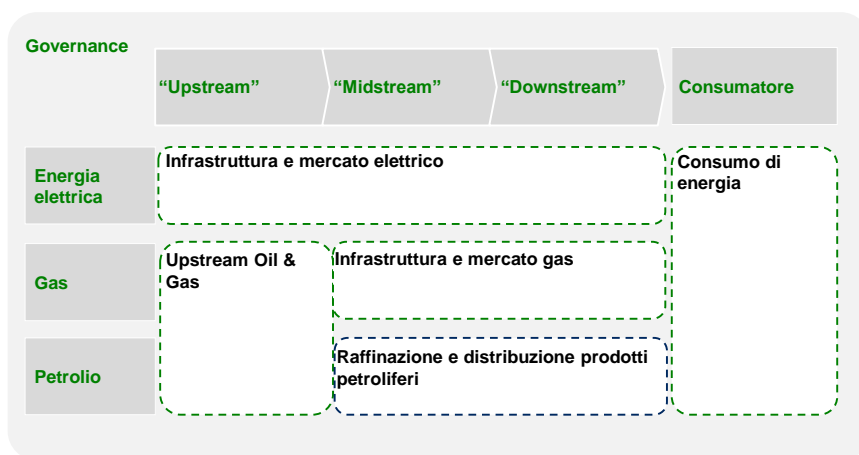 Governance
“Upstream”
“Midstream”
“Downstream”
Consumatore
Energia
elettrica
Infrastruttura e mercato elettrico
Consumo di
energia
Gas
Upstream Oil &
Gas
Infrastruttura e mercato gas
Petrolio
Raffinazione e distribuzione prodotti
petroliferi